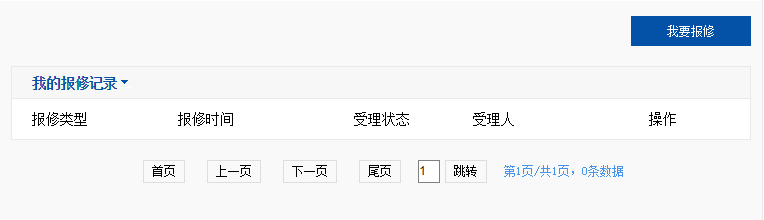 我要报修
我的报修记录
报修类型 报修时间 受理状态 受理人 操作
首页 上一页 下一页 尾页 1 跳转 第1页/共1页，0条数据